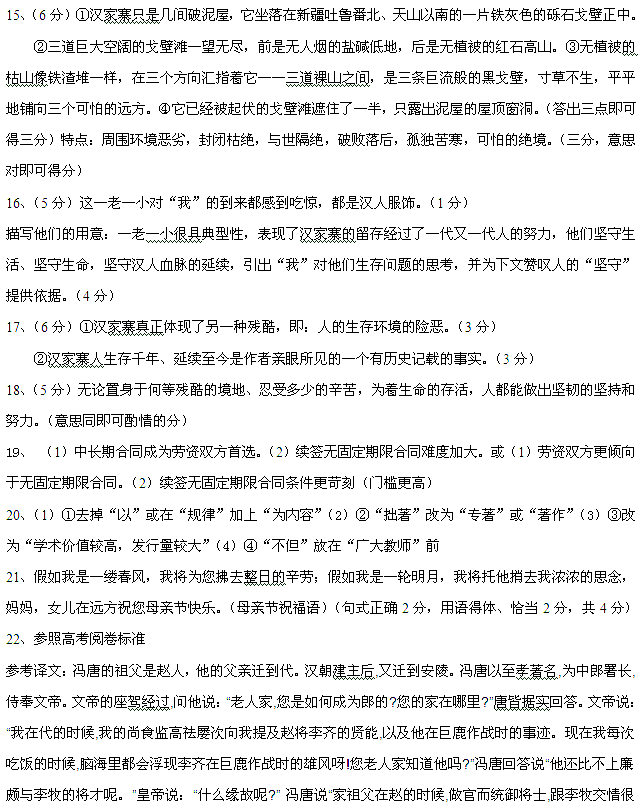 15、（6 分）①汉家寨只是几间破泥屋，它坐落在新疆吐鲁番北、天山以南的一片铁灰色的砾石戈壁正中。
②三道巨大空阔的戈壁滩一望无尽，前是无人烟的盐碱低地，后是无植被的红石高山。③无植被的
枯山像铁渣堆一样，在三个方向汇指着它——三道裸山之间，是三条巨流般的黑戈壁，寸草不生，平平
地铺向三个可怕的远方。④它已经被起伏的戈壁滩遮住了一半，只露出泥屋的屋顶窗洞。（答出三点即可
得三分）特点：周围环境恶劣，封闭枯绝，与世隔绝，破败落后，孤独苦寒，可怕的绝境。（三分，意思
对即可得分）
16、（5 分）这一老一小对“我”的到来都感到吃惊，都是汉人服饰。（1 分）
描写他们的用意：一老一小很具典型性，表现了汉家寨的留存经过了一代又一代人的努力，他们坚守生
活、坚守生命，坚守汉人血脉的延续，引出“我”对他们生存问题的思考，并为下文赞叹人的“坚守”
提供依据。（4 分）
17、（6 分）①汉家寨真正体现了另一种残酷，即：人的生存环境的险恶。（3 分）
②汉家寨人生存千年、延续至今是作者亲眼所见的一个有历史记载的事实。（3 分）
18、（5 分）无论置身于何等残酷的境地、忍受多少的辛苦，为着生命的存活，人都能做出坚韧的坚持和
努力。（意思同即可酌情的分）
19、 （1）中长期合同成为劳资双方首选。（2）续签无固定期限合同难度加大。或（1）劳资双方更倾向
于无固定期限合同。（2）续签无固定期限合同条件更苛刻（门槛更高）
20、（1）①去掉“以”或在“规律”加上“为内容”（2）②“拙著”改为“专著”或“著作”（3）③改
为“学术价值较高，发行量较大”（4）④“不但”放在“广大教师”前
21、假如我是一缕春风，我将为您拂去整日的辛劳；假如我是一轮明月，我将托他捎去我浓浓的思念，
妈妈，女儿在远方祝您母亲节快乐。（母亲节祝福语）（句式正确 2 分，用语得体、恰当 2 分，共 4 分）
22、参照高考阅卷标准
参考译文：冯唐的祖父是赵人，他的父亲迁到代。汉朝建主后,又迁到安陵。冯唐以至孝著名,为中郎署长,
侍奉文帝。文帝的座驾经过,问他说：“老人家,您是如何成为郎的?您的家在哪里?”唐皆据实回答。文帝说：
“我在代的时候,我的尚食监高祛屡次向我提及赵将李齐的贤能,以及他在巨鹿作战时的事迹。现在我每次
吃饭的时候,脑海里都会浮现李齐在巨鹿作战时的雄风呀!您老人家知道他吗?”冯唐回答说“他还比不上廉
颇与李牧的将才呢。”皇帝说：“什么缘故呢?” 冯唐说“家祖父在赵的时候,做官而统御将士,跟李牧交情很